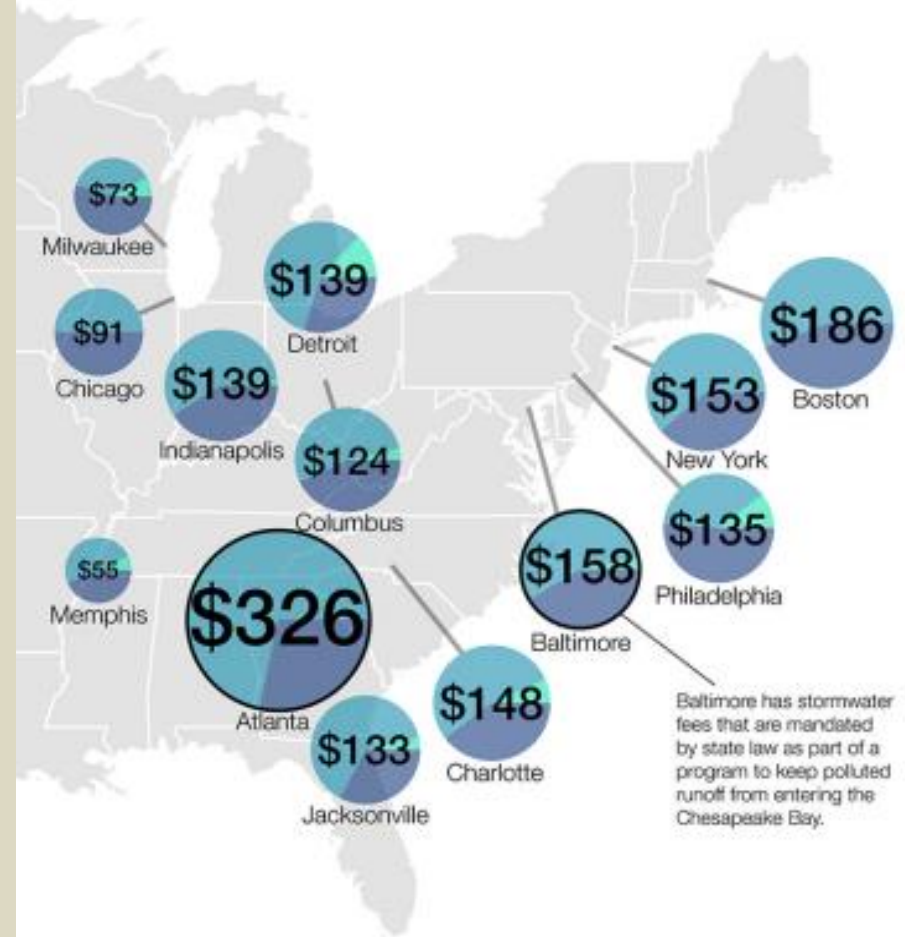 $73
Milwaukee
$139
Detroit
$91
Chicago
$139
Indianapolis
$124
Columbus
$186
Boston
$153
New York
$135
Philadelphia
$158
Baltimore
$55
Memphis
$326
Atlanta
$148
Charlotte
$133
Jacksonville
Baltimore has stormwater
fees that are mandated
by state law as part of a
program to keep polluted
runoff from entering the
Chesapeake Bay.